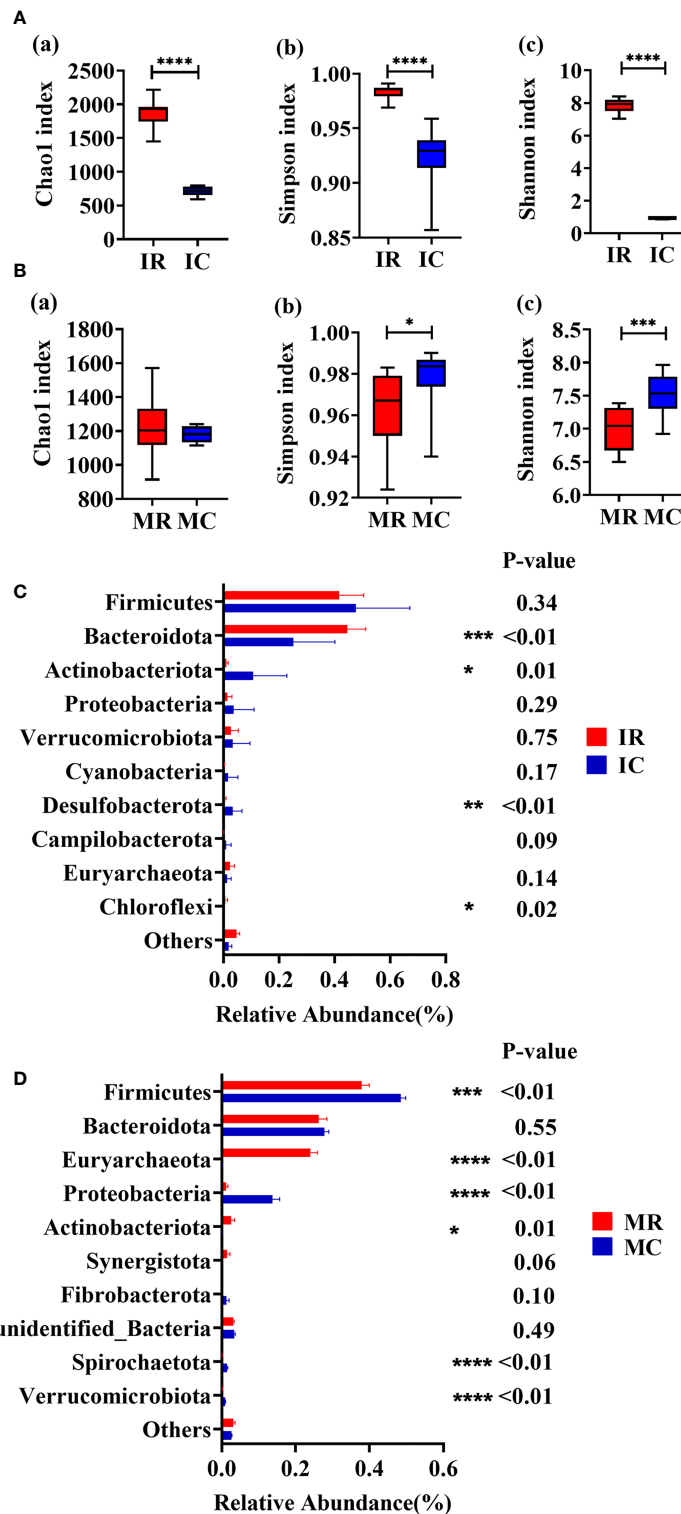 A
(a)
(b)
(c)
Chao1 index
2500
2000
1500
1000
500
0
****
IR IC
Simpson index
1.00
0.95
0.90
0.85
****
IR IC
Shannon index
10
8
6
4
2
0
****
IR IC
B
(a)
(b)
(c)
Chao1 index
1800
1600
1400
1200
1000
800
MR MC
Simpson index
1.00
0.98
0.96
0.94
0.92
*
MR MC
Shannon index
8.5
8.0
7.5
7.0
6.5
6.0
***
MR MC
P-value
C
Firmicutes 0.34
Bacteroidota *** <0.01
Actinobacteriota * 0.01
Proteobacteria 0.29
Verrucomicrobiota 0.75
Cyanobacteria 0.17
Desulfobacterota ** <0.01
Campilobacterota 0.09
Euryarchaeota 0.14
Chloroflexi * 0.02
Others
IR
IC
0.0 0.2 0.4 0.6 0.8
Relative Abundance(%)
P-value
D
Firmicutes *** <0.01
Bacteroidota 0.55
Euryarchaeota **** <0.01
Proteobacteria **** <0.01
Actinobacteriota * 0.01
Synergistota 0.06
Fibrobacterota 0.10
unidentified_Bacteria 0.49
Spirochaetota **** <0.01
Verrucomicrobiota **** <0.01
Others
MR
MC
0.0 0.2 0.4 0.6
Relative Abundance(%)